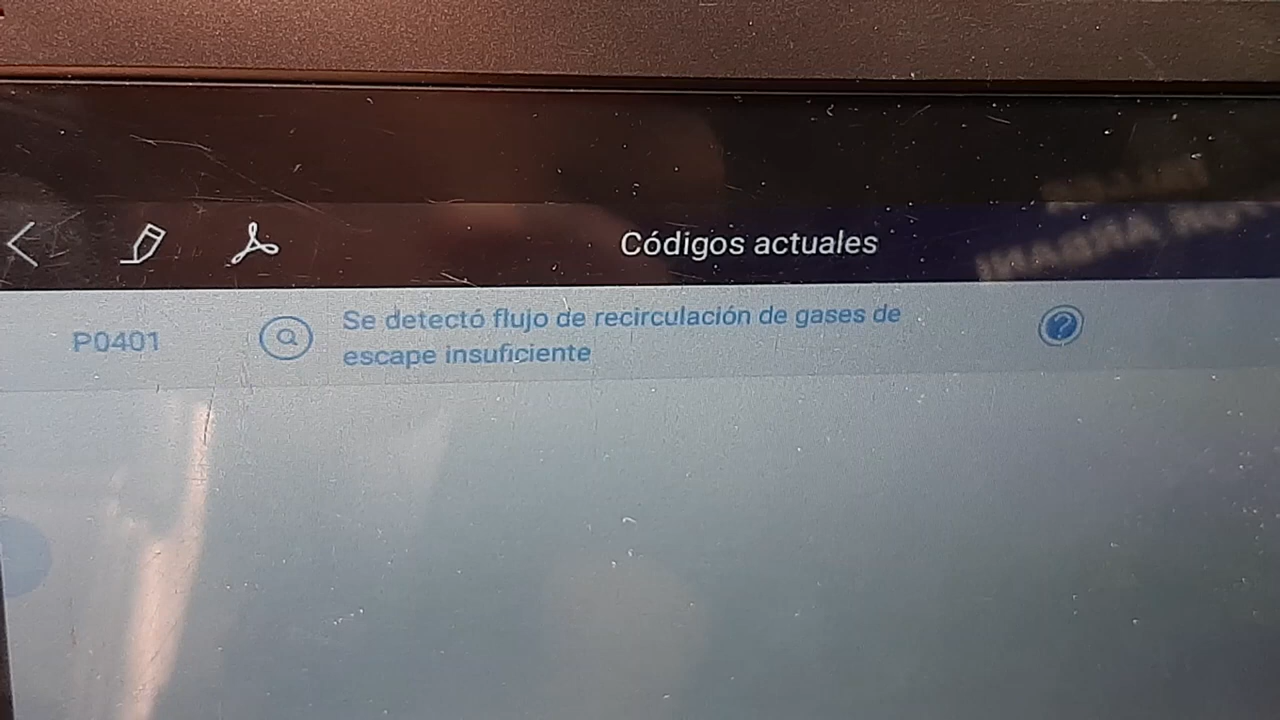 Códigos actuales
P0401
Se detectó flujo de recirculación de gases de
escape insuficiente
?